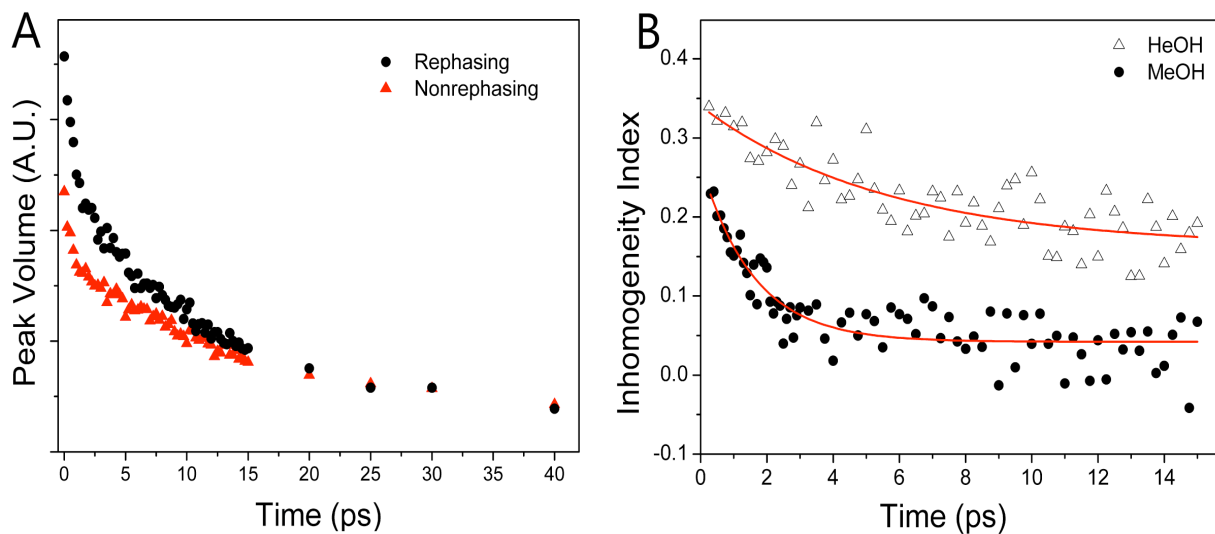 A
Rephasing
Nonrephasing
Peak Volume (A.U.)
0 5 10 15 20 25 30 35 40
Time (ps)
B
HeOH
MeOH
Inhomogeneity Index
0.4
0.3
0.2
0.1
0.0
-0.1
0 2 4 6 8 10 12 14
Time (ps)